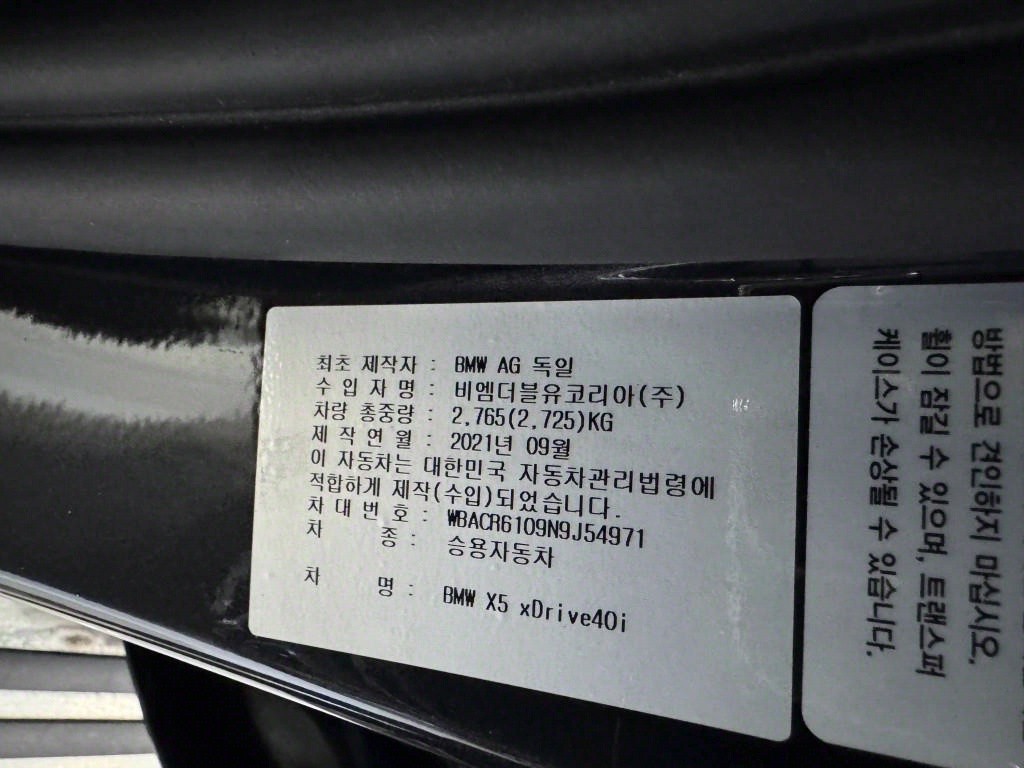 최초 제작자 : BMW AG 독일
수 입 자 명 : 비엠더블유코리아(주)
차량 총중량 : 2,765(2,725)KG
제 작 연 월 : 2021년 09월
이 자동차는 대한민국 자동차관리법령에
적합하게 제작(수입)되었습니다.
차 대 번 호 : WBACR6109N9J54971
차 종 : 승용자동차
차 명 : BMW X5 xDrive40i
방법으로 견인하지 마십시오.
휠이 잠길 수 있으며, 트랜스퍼
케이스가 손상될 수 있습니다.